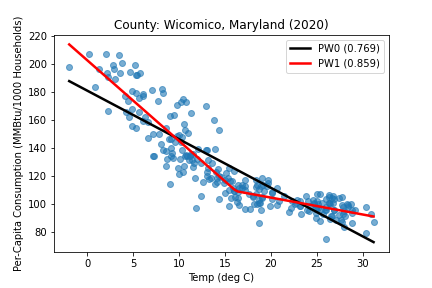 County: Wicomico, Maryland (2020)
Per-Capita Consumption (MMBtu/1000 Households)
220
200
180
160
140
120
100
80
PW0 (0.769)
PW1 (0.859)
0 5 10 15 20 25 30
Temp (deg C)